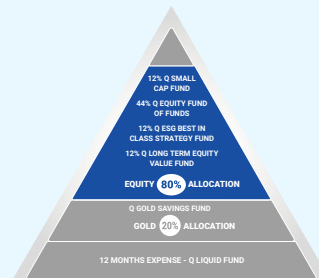 12% Q SMALL
CAP FUND
44% Q EQUITY FUND
OF FUNDS
12% Q ESG BEST IN
CLASS STRATEGY FUND
12% Q LONG TERM EQUITY
VALUE FUND
EQUITY 80% ALLOCATION
Q GOLD SAVINGS FUND
GOLD 20% ALLOCATION
12 MONTHS EXPENSE - Q LIQUID FUND